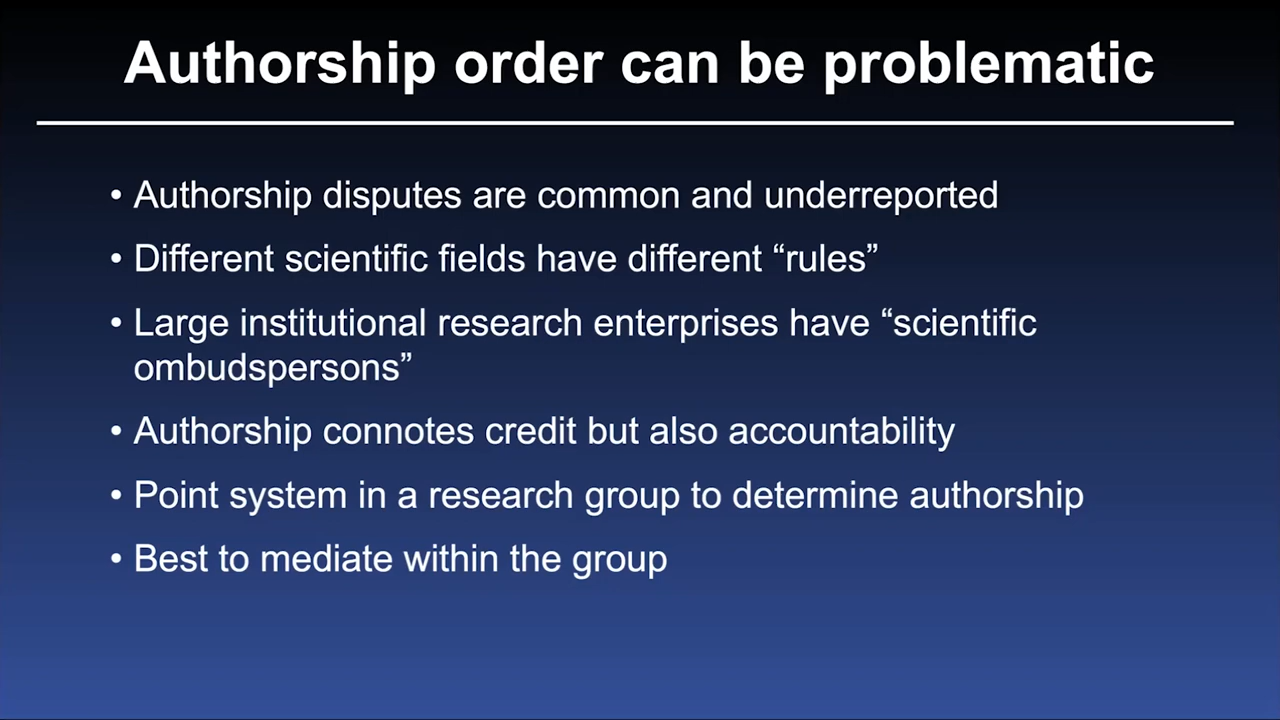 Authorship order can be problematic
• Authorship disputes are common and underreported
• Different scientific fields have different “rules”
• Large institutional research enterprises have “scientific
ombudspersons”
• Authorship connotes credit but also accountability
• Point system in a research group to determine authorship
• Best to mediate within the group